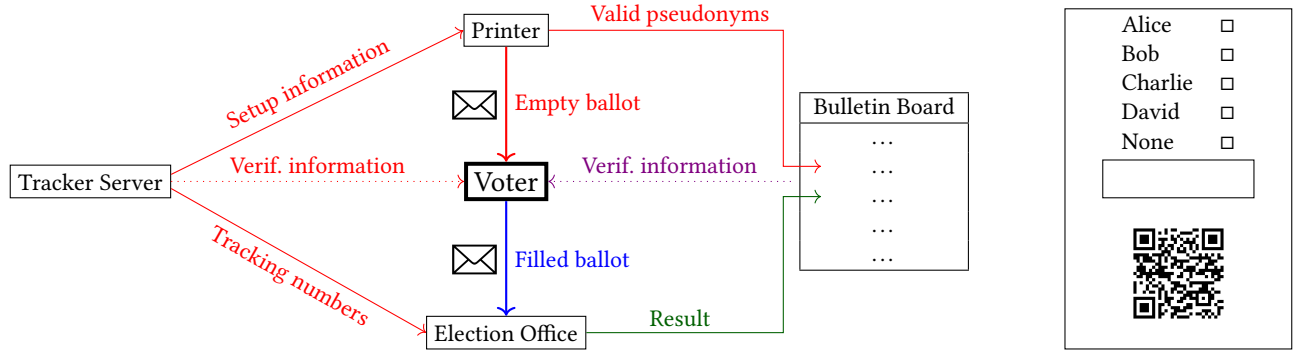 Valid pseudonyms
Printer
Setup information
Empty ballot
Bulletin Board
...
Verif. information
Verif. information
...
Tracker Server
Voter
...
...
Tracking numbers
Filled ballot
...
Result
Election Office
Alice □
Bob □
Charlie □
David □
None □